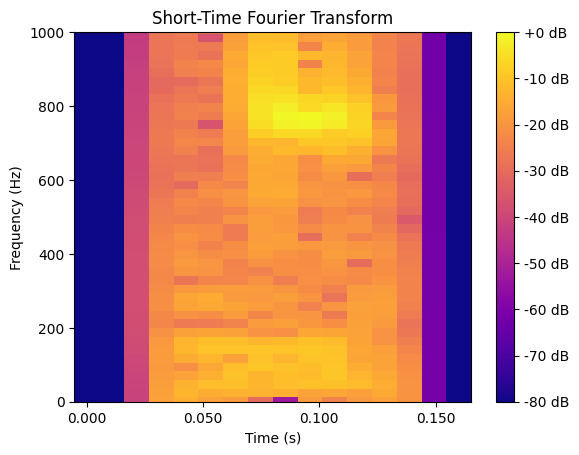 Short-Time Fourier Transform
Frequency (Hz)
1000
800
600
400
200
0
0.000 0.050 0.100 0.150
Time (s)
+0 dB
-10 dB
-20 dB
-30 dB
-40 dB
-50 dB
-60 dB
-70 dB
-80 dB